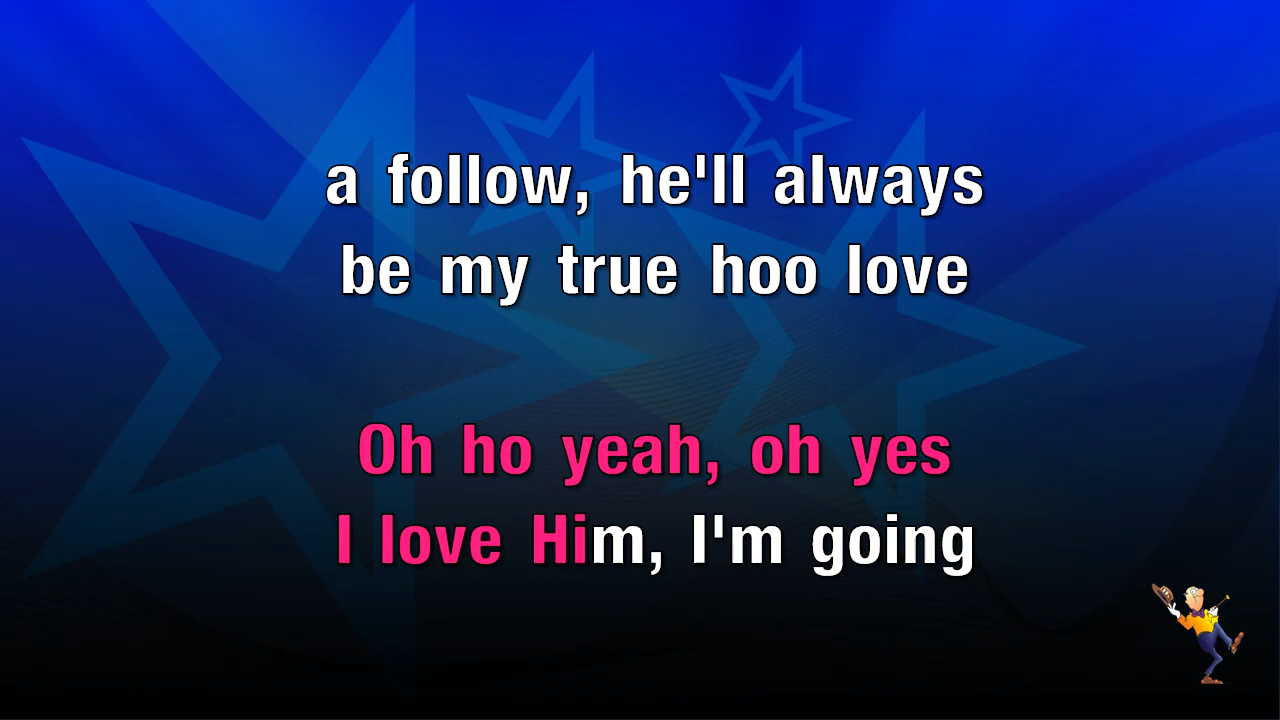 a follow, he'll always
be my true hoo love
Oh ho yeah, oh yes
I love Him, I'm going